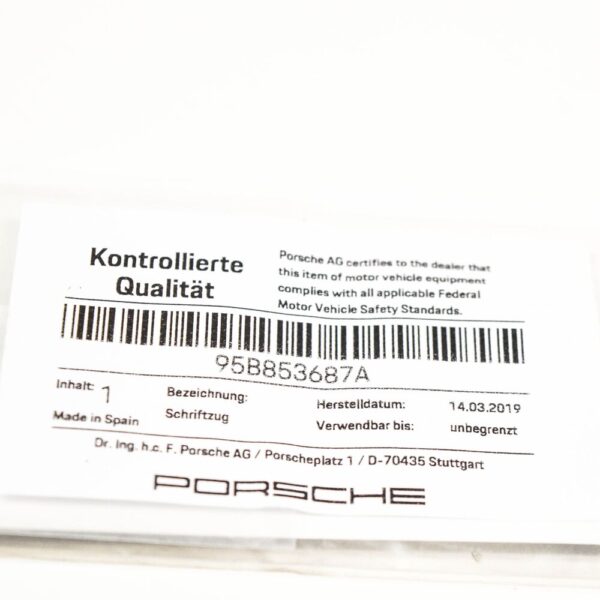 Kontrollierte
Qualität
Porsche AG certifies to the dealer that
this item of motor vehicle equipment
complies with all applicable Federal
Motor Vehicle Safety Standards.
95B853687A
Inhalt: 1
Made in Spain
Bezeichnung:
Schriftzug
Herstelldatum: 14.03.2019
Verwendbar bis: unbegrenzt
Dr. Ing. h.c. F. Porsche AG / Porscheplatz 1 / D-70435 Stuttgart
PORSCHE